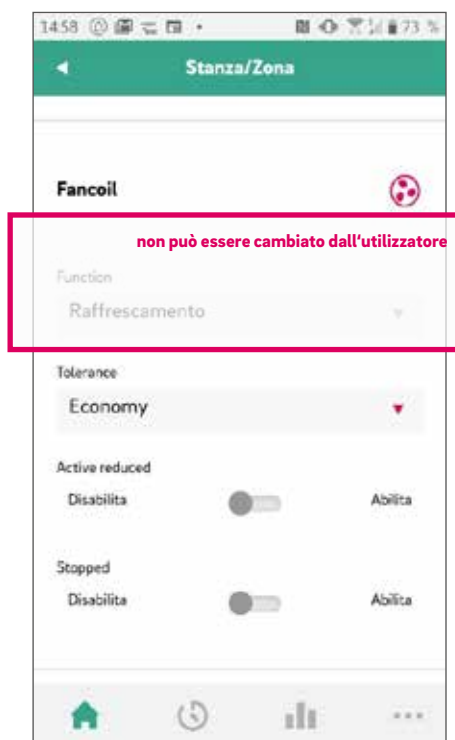 14:58 73 %
Stanza/Zona
Fancoil
non può essere cambiato dall'utilizzatore
Function
Raffrescamento
Tolerance
Economy
Active reduced
Disabilita Abilita
Stopped
Disabilita Abilita